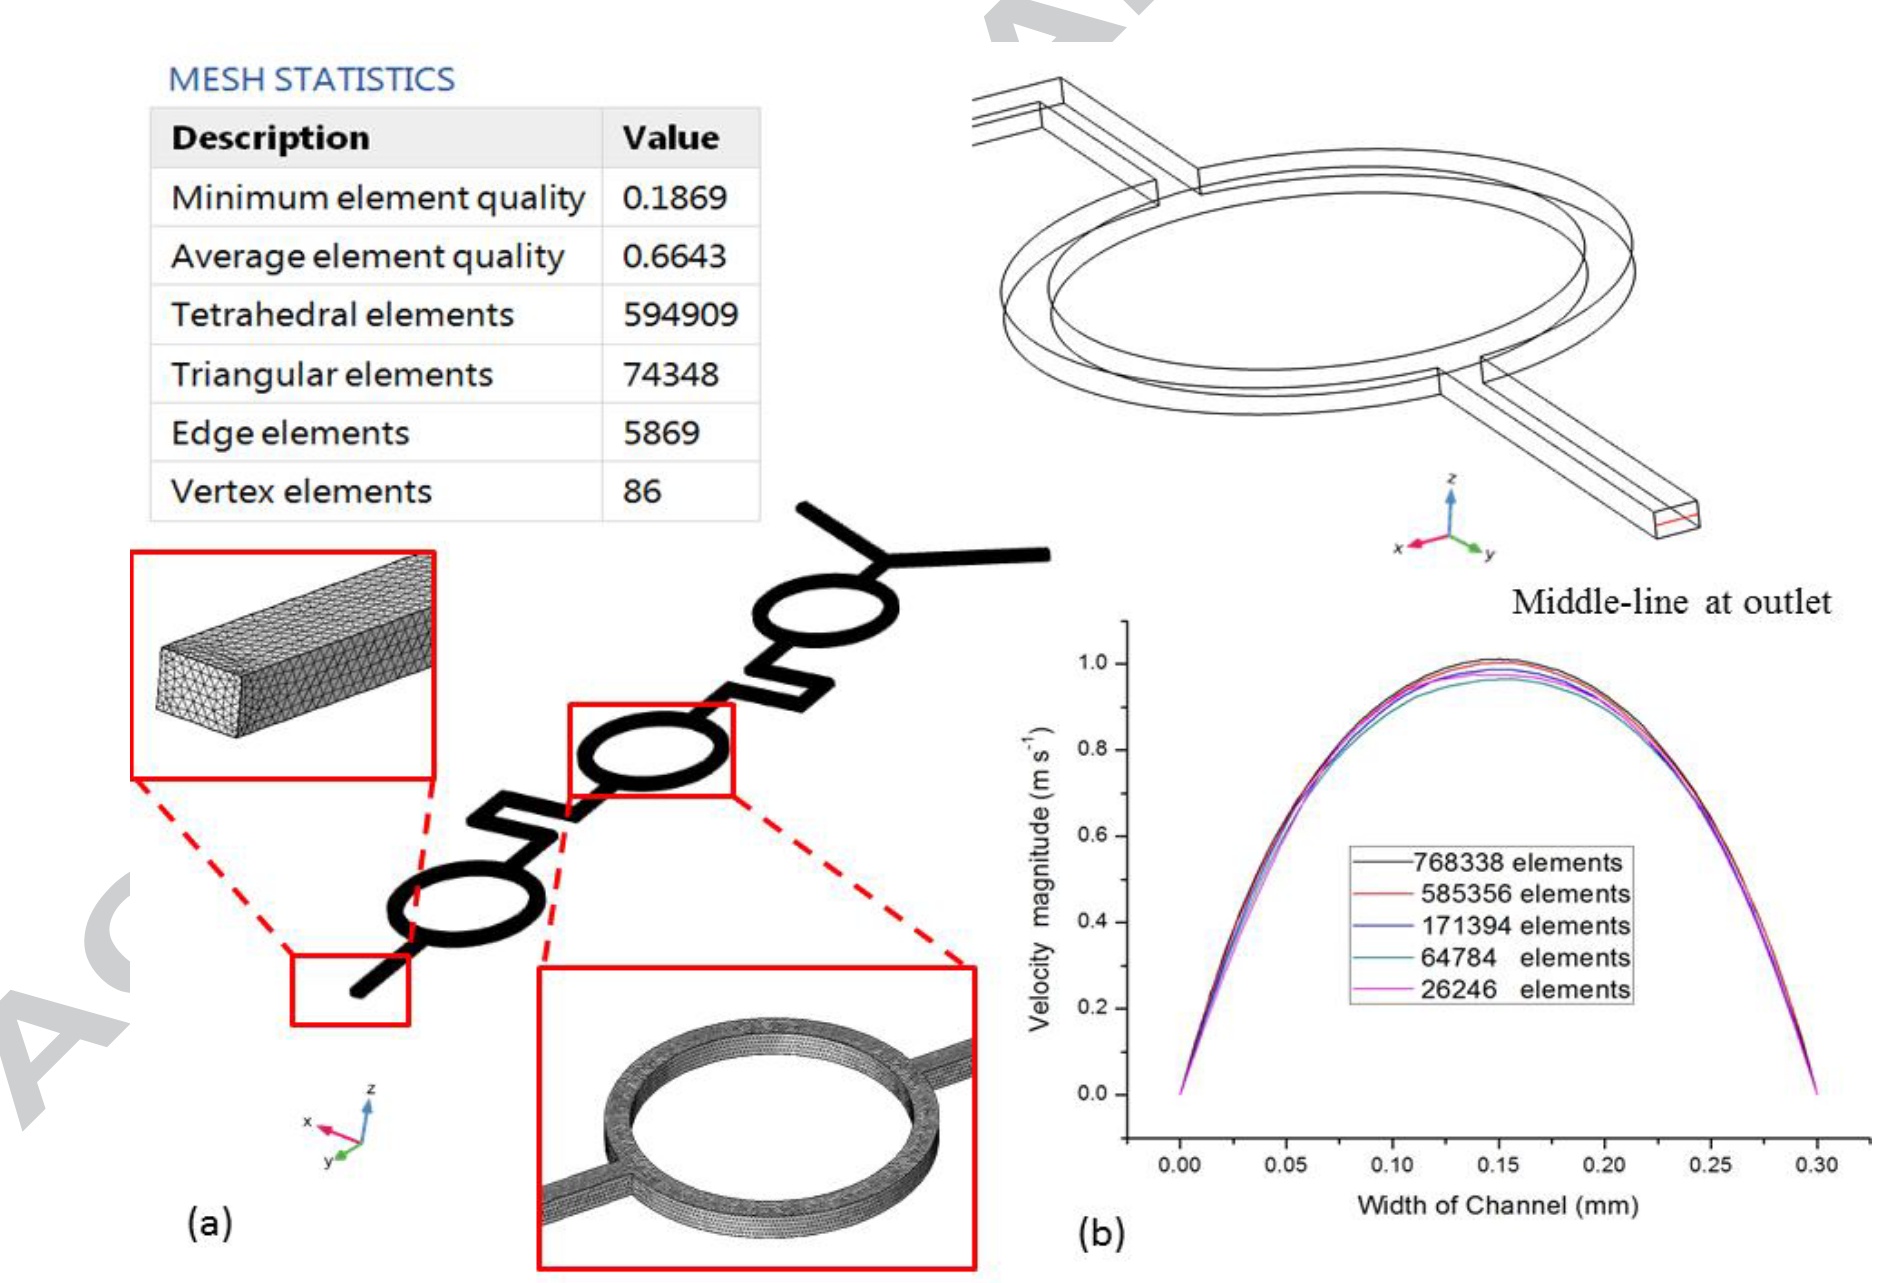 MESH STATISTICS
Description Value
Minimum element quality 0.1869
Average element quality 0.6643
Tetrahedral elements 594909
Triangular elements 74348
Edge elements 5869
Vertex elements 86
z
x
y
Middle-line at outlet
Velocity magnitude (m s⁻¹)
1.0
0.8
0.6
0.4
0.2
0.0
768338 elements
585356 elements
171394 elements
64784 elements
26246 elements
0.00 0.05 0.10 0.15 0.20 0.25 0.30
Width of Channel (mm)
z
x
y
(a)
(b)